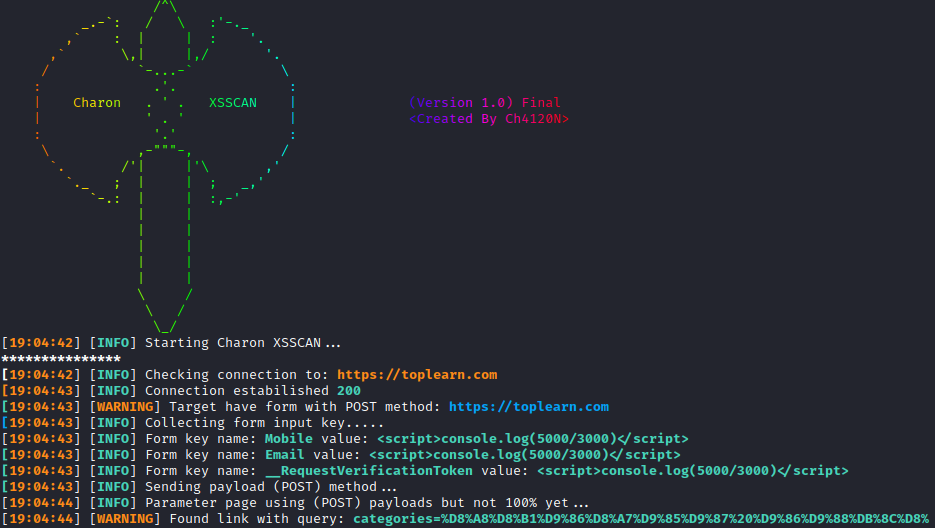 Charon XSSCAN (Version 1.0) Final
<Created By Ch4120N>
[19:04:42] [INFO] Starting Charon XSSCAN...
***************
[19:04:42] [INFO] Checking connection to: https://toplearn.com
[19:04:43] [INFO] Connection estabilished 200
[19:04:43] [WARNING] Target have form with POST method: https://toplearn.com
[19:04:43] [INFO] Collecting form input key.....
[19:04:43] [INFO] Form key name: Mobile value: <script>console.log(5000/3000)</script>
[19:04:43] [INFO] Form key name: Email value: <script>console.log(5000/3000)</script>
[19:04:43] [INFO] Form key name: __RequestVerificationToken value: <script>console.log(5000/3000)</script>
[19:04:43] [INFO] Sending payload (POST) method...
[19:04:44] [INFO] Parameter page using (POST) payloads but not 100% yet...
[19:04:44] [WARNING] Found link with query: categories=%D8%A8%D8%B1%D9%86%D8%A7%D9%85%D9%87%20%D9%86%D9%88%DB%8C%D8%